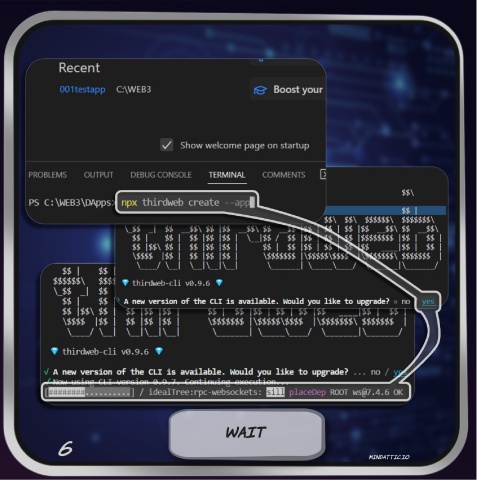 Recent
001testapp C:\WEB3
Boost your
Show welcome page on startup
PROBLEMS OUTPUT DEBUG CONSOLE TERMINAL COMMENTS
PS C:\WEB3\DApps> npx thirdweb create --app
💎 thirdweb-cli v0.9.6 💎
A new version of the CLI is available. Would you like to upgrade? » no / yes
💎 thirdweb-cli v0.9.6 💎
√ A new version of the CLI is available. Would you like to upgrade? ... no / yes
Now using CLI version 0.9.7. Continuing execution...
[########..........] / idealTree:rpc-websockets: sill placeDep ROOT ws@7.4.6 OK
WAIT
6
MINDATTIC.IO